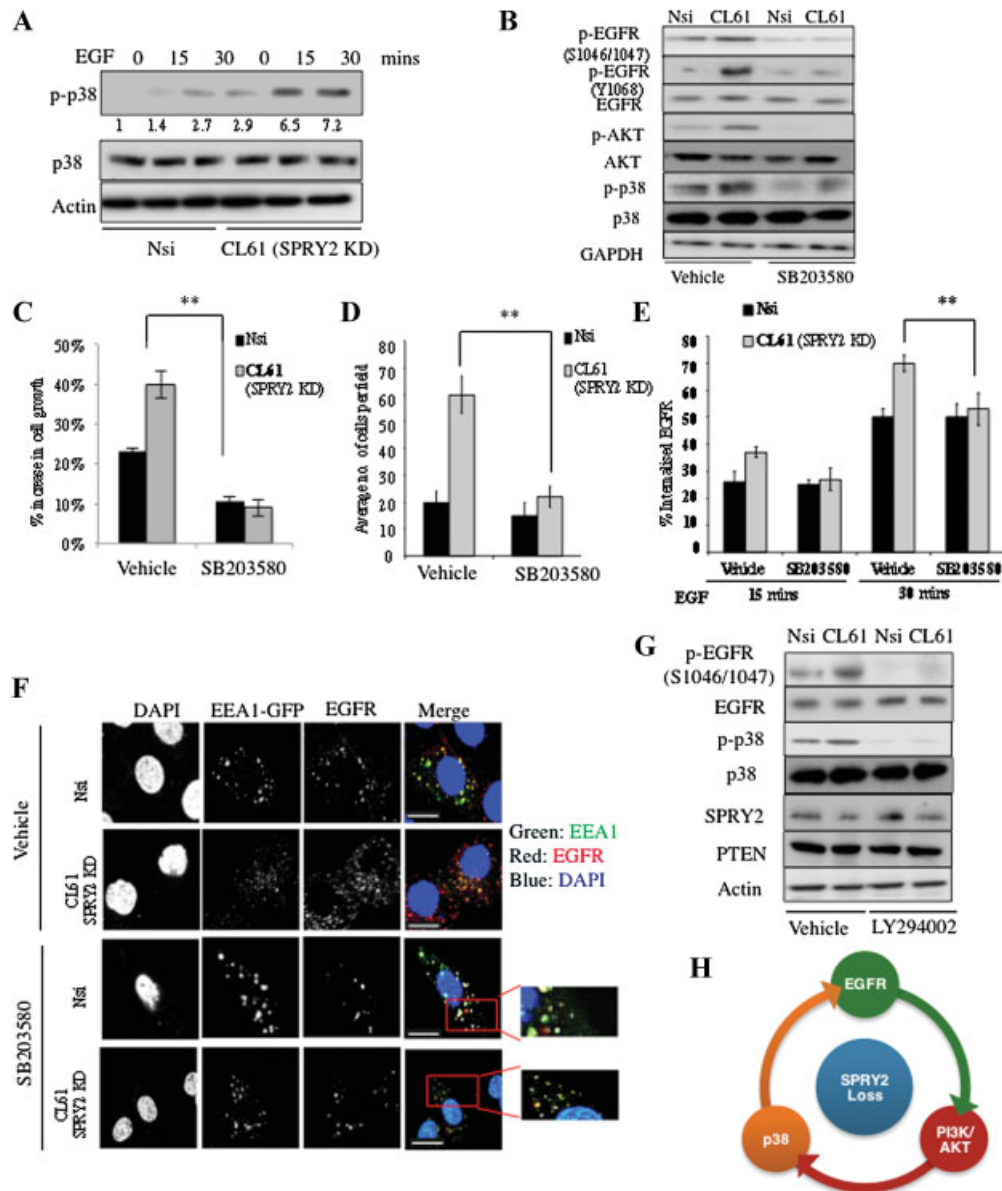 A
EGF 0 15 30 0 15 30 mins
p-p38
1 1.4 2.7 2.9 6.5 7.2
p38
Actin
Nsi CL61 (SPRY2 KD)
B
Nsi CL61 Nsi CL61
p-EGFR
(S1046/1047)
p-EGFR
(Y1068)
EGFR
p-AKT
AKT
p-p38
p38
GAPDH
Vehicle SB203580
C
**
Nsi
CL61
(SPRY2 KD)
% increase in cell growth
50%
40%
30%
20%
10%
0%
Vehicle SB203580
D
**
Nsi
CL61
(SPRY2 KD)
Average no. of cells perfield
80
70
60
50
40
30
20
10
0
Vehicle SB203580
E
Nsi
CL61 (SPRY2 KD)
**
% Internalised EGFR
80
70
60
50
40
30
20
10
0
Vehicle SB203580 Vehicle SB203580
EGF 15 mins 30 mins
F
DAPI EEA1-GFP EGFR Merge
Vehicle
Nsi
CL61
SPRY2 KD
SB203580
Nsi
CL61
SPRY2 KD
Green: EEA1
Red: EGFR
Blue: DAPI
G
Nsi CL61 Nsi CL61
p-EGFR
(S1046/1047)
EGFR
p-p38
p38
SPRY2
PTEN
Actin
Vehicle LY294002
H
EGFR
SPRY2
Loss
p38
PI3K/
AKT